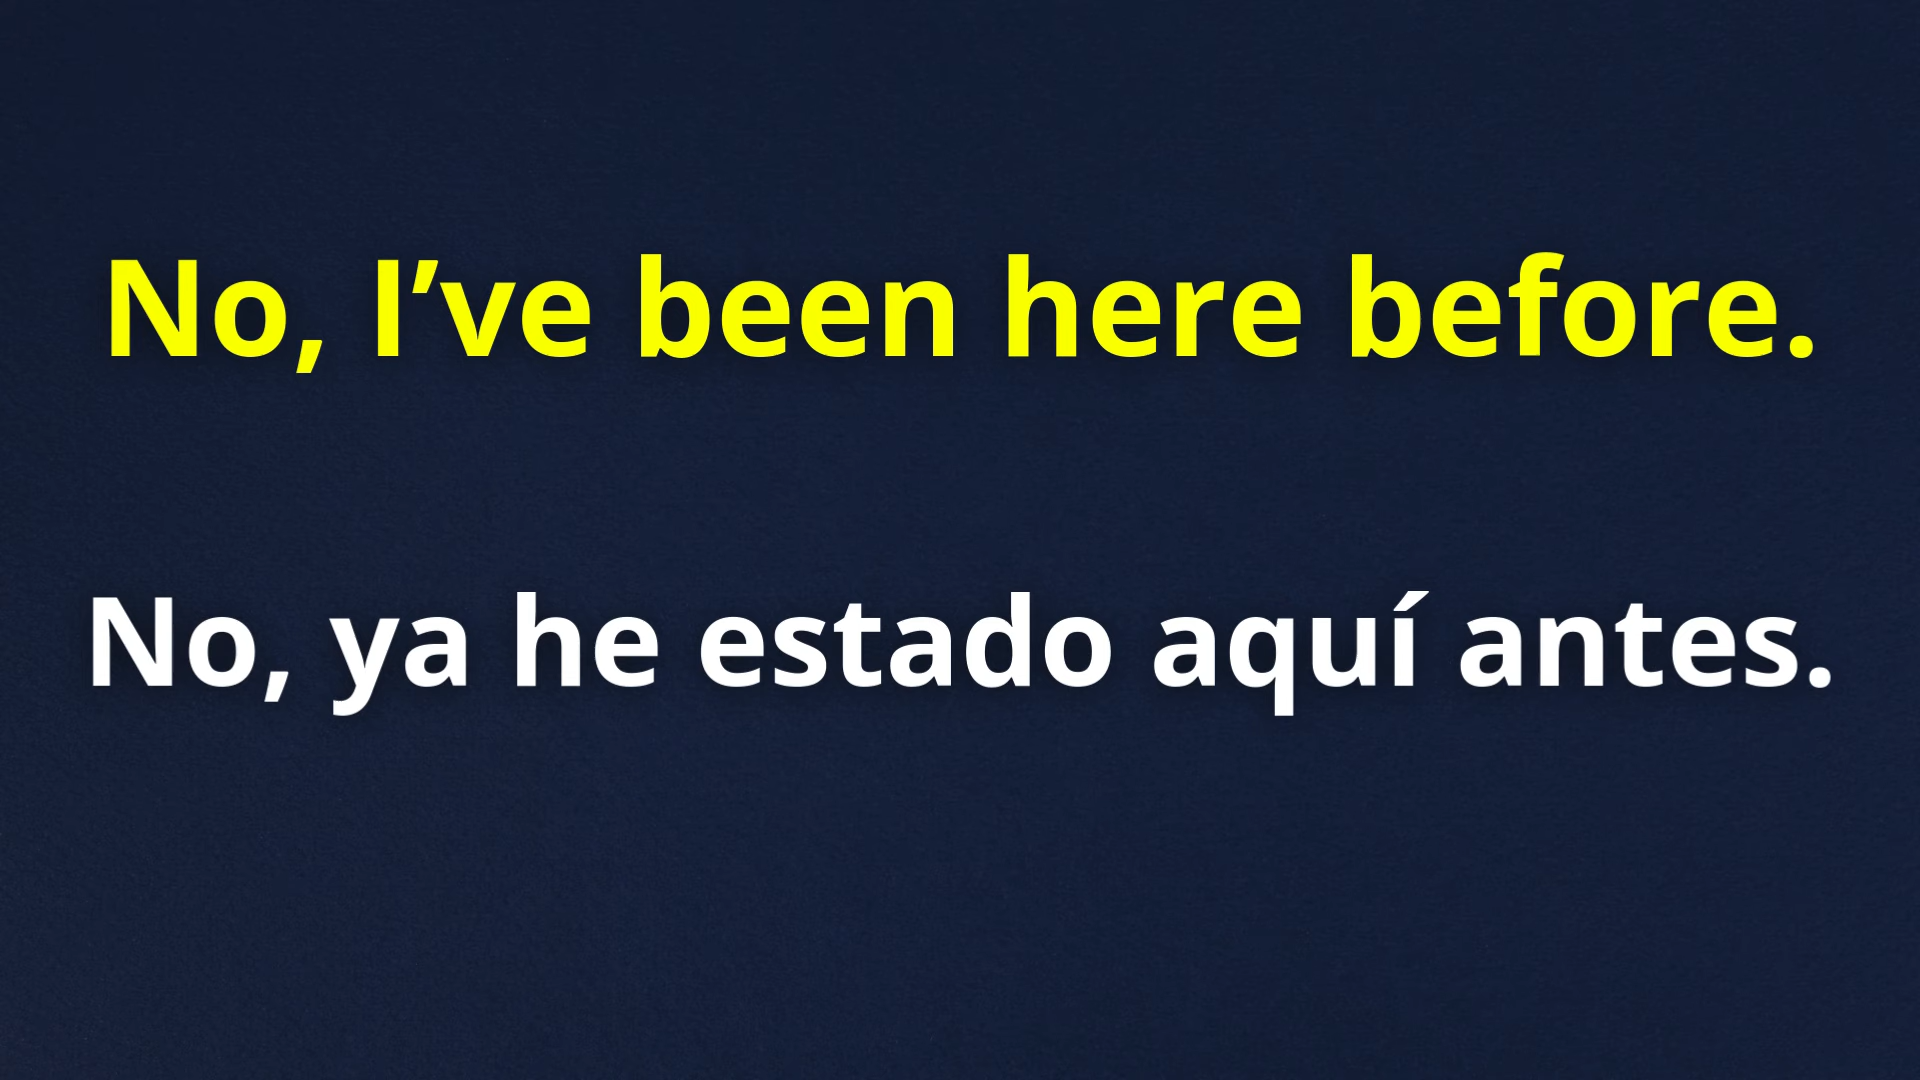 No, I’ve been here before.
No, ya he estado aquí antes.